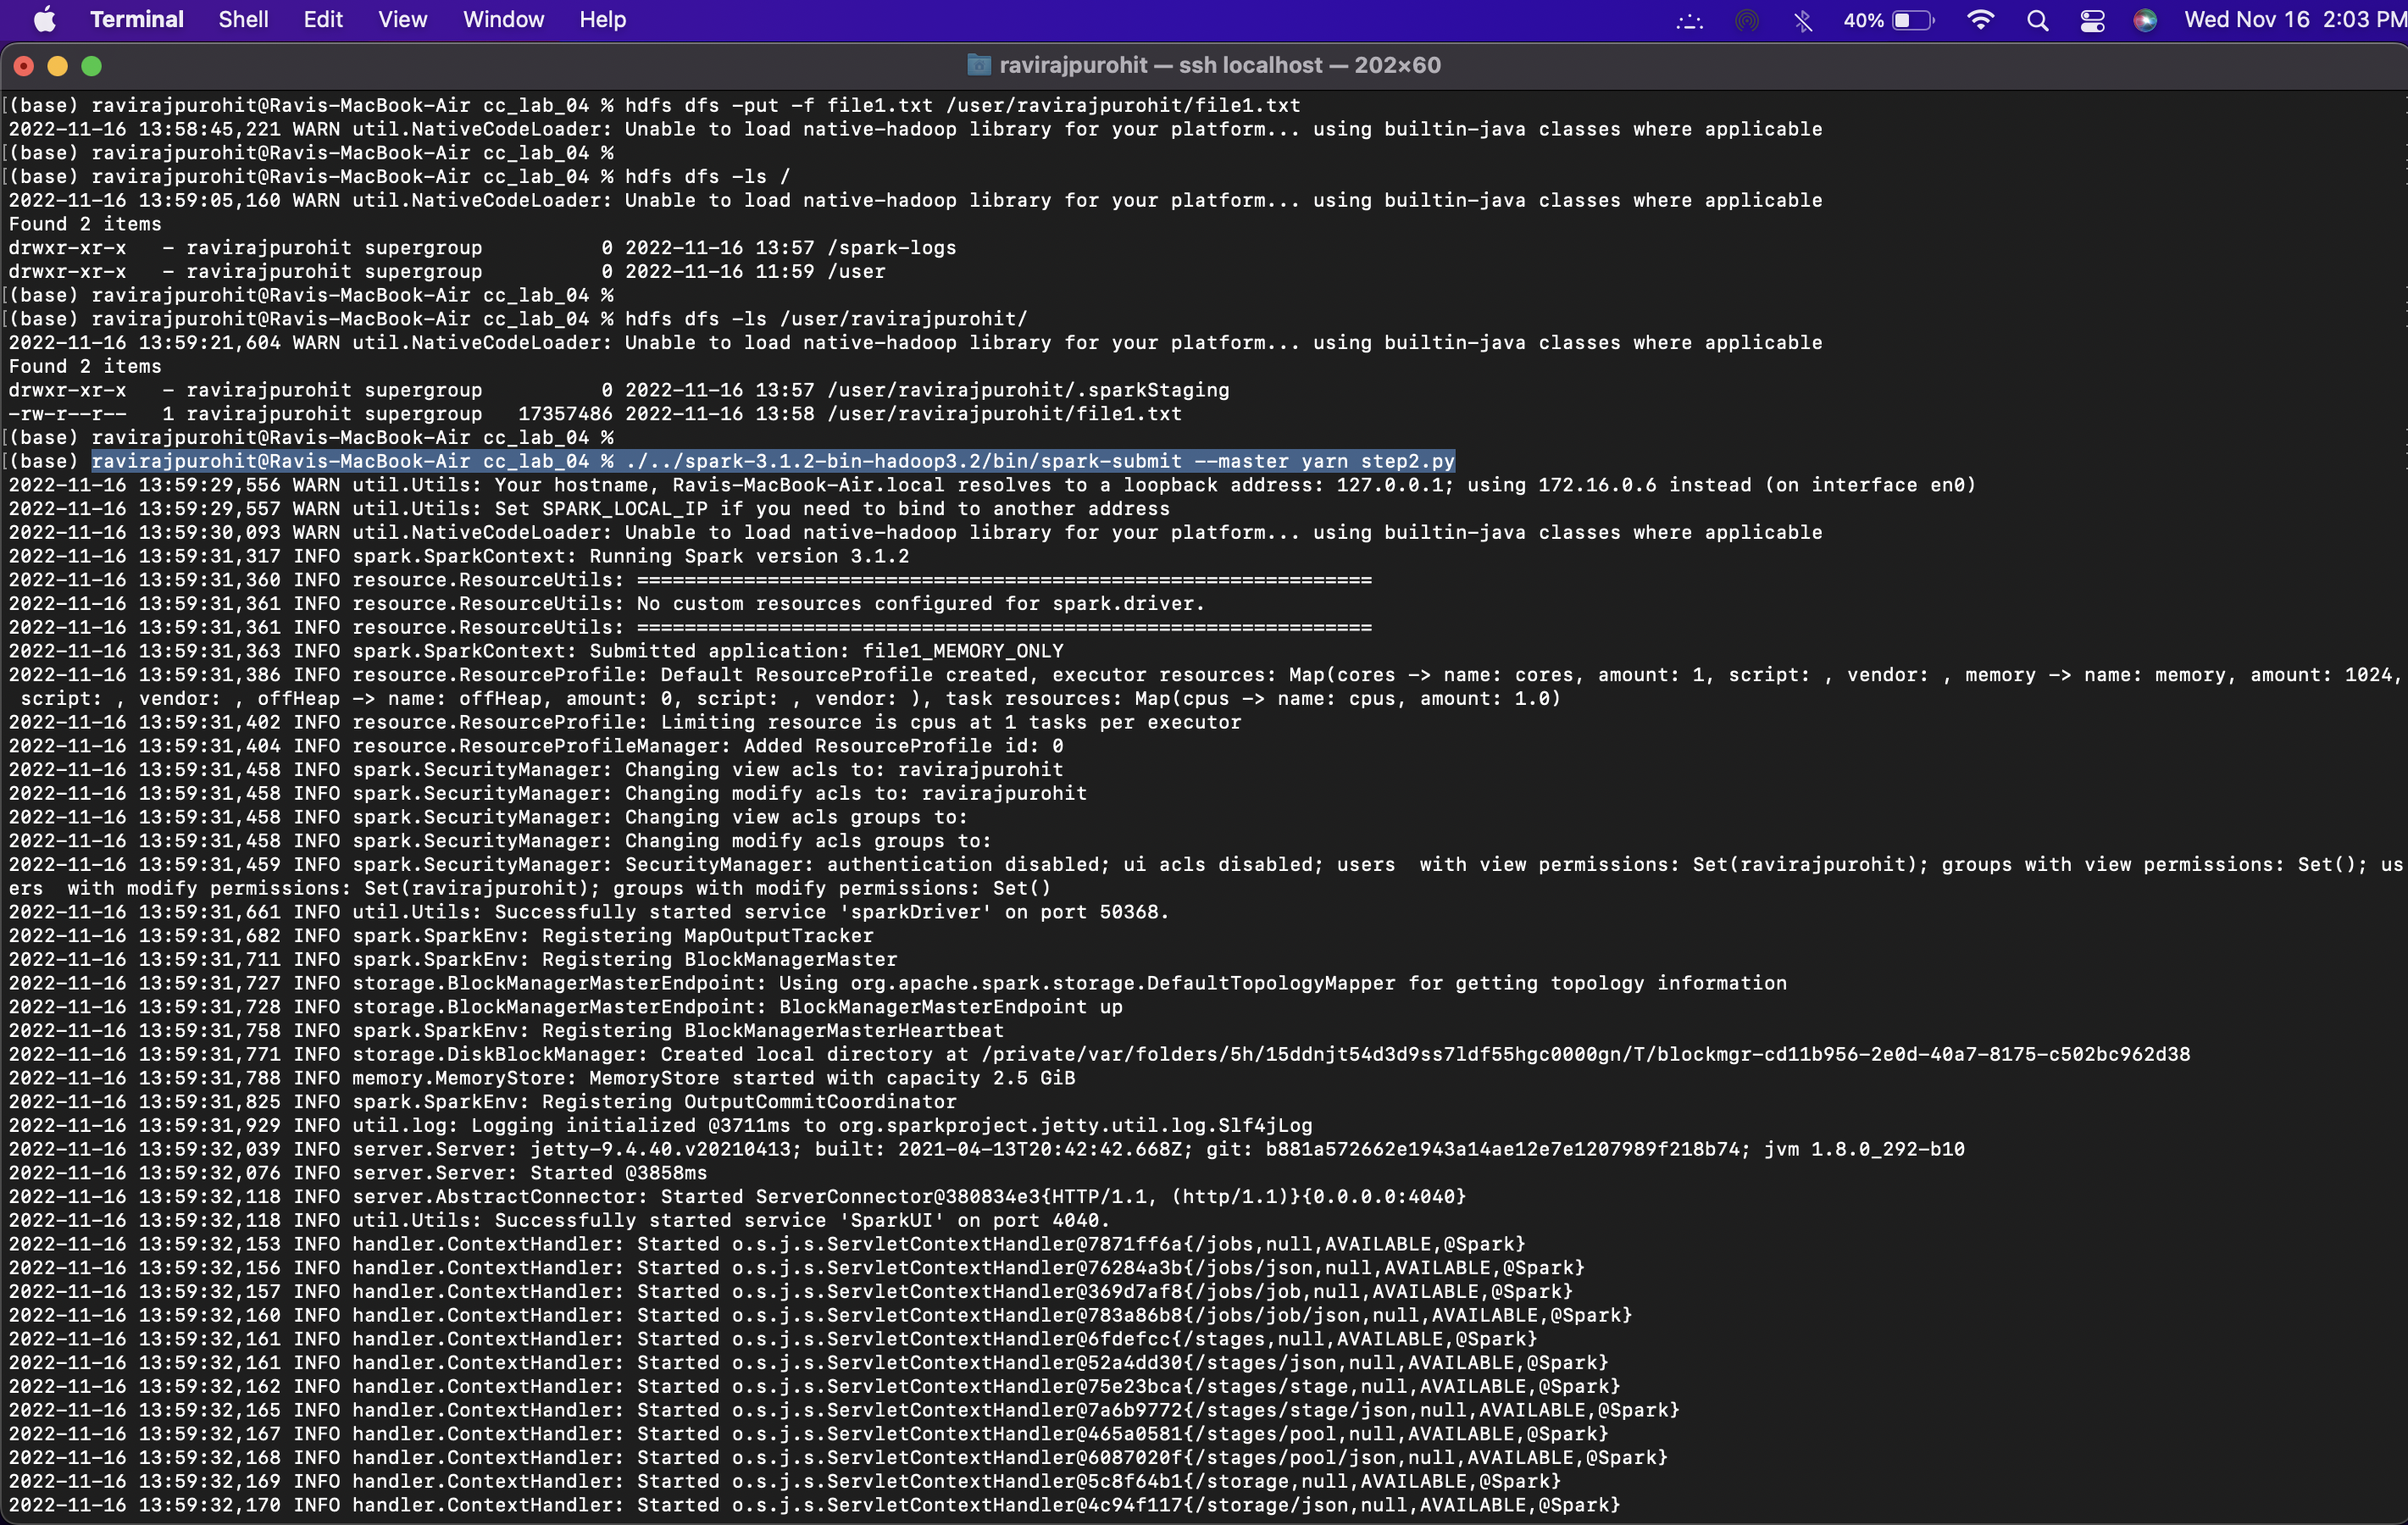 Terminal Shell Edit View Window Help 40% Wed Nov 16 2:03 PM
ravirajpurohit — ssh localhost — 202×60
[(base) ravirajpurohit@Ravis-MacBook-Air cc_lab_04 % hdfs dfs -put -f file1.txt /user/ravirajpurohit/file1.txt
2022-11-16 13:58:45,221 WARN util.NativeCodeLoader: Unable to load native-hadoop library for your platform... using builtin-java classes where applicable
[(base) ravirajpurohit@Ravis-MacBook-Air cc_lab_04 %
[(base) ravirajpurohit@Ravis-MacBook-Air cc_lab_04 % hdfs dfs -ls /
2022-11-16 13:59:05,160 WARN util.NativeCodeLoader: Unable to load native-hadoop library for your platform... using builtin-java classes where applicable
Found 2 items
drwxr-xr-x   - ravirajpurohit supergroup          0 2022-11-16 13:57 /spark-logs
drwxr-xr-x   - ravirajpurohit supergroup          0 2022-11-16 11:59 /user
[(base) ravirajpurohit@Ravis-MacBook-Air cc_lab_04 %
[(base) ravirajpurohit@Ravis-MacBook-Air cc_lab_04 % hdfs dfs -ls /user/ravirajpurohit/
2022-11-16 13:59:21,604 WARN util.NativeCodeLoader: Unable to load native-hadoop library for your platform... using builtin-java classes where applicable
Found 2 items
drwxr-xr-x   - ravirajpurohit supergroup          0 2022-11-16 13:57 /user/ravirajpurohit/.sparkStaging
-rw-r--r--   1 ravirajpurohit supergroup   17357486 2022-11-16 13:58 /user/ravirajpurohit/file1.txt
[(base) ravirajpurohit@Ravis-MacBook-Air cc_lab_04 %
[(base) ravirajpurohit@Ravis-MacBook-Air cc_lab_04 % ./../spark-3.1.2-bin-hadoop3.2/bin/spark-submit --master yarn step2.py
2022-11-16 13:59:29,556 WARN util.Utils: Your hostname, Ravis-MacBook-Air.local resolves to a loopback address: 127.0.0.1; using 172.16.0.6 instead (on interface en0)
2022-11-16 13:59:29,557 WARN util.Utils: Set SPARK_LOCAL_IP if you need to bind to another address
2022-11-16 13:59:30,093 WARN util.NativeCodeLoader: Unable to load native-hadoop library for your platform... using builtin-java classes where applicable
2022-11-16 13:59:31,317 INFO spark.SparkContext: Running Spark version 3.1.2
2022-11-16 13:59:31,360 INFO resource.ResourceUtils: ==============================================================
2022-11-16 13:59:31,361 INFO resource.ResourceUtils: No custom resources configured for spark.driver.
2022-11-16 13:59:31,361 INFO resource.ResourceUtils: ==============================================================
2022-11-16 13:59:31,363 INFO spark.SparkContext: Submitted application: file1_MEMORY_ONLY
2022-11-16 13:59:31,386 INFO resource.ResourceProfile: Default ResourceProfile created, executor resources: Map(cores -> name: cores, amount: 1, script: , vendor: , memory -> name: memory, amount: 1024,
 script: , vendor: , offHeap -> name: offHeap, amount: 0, script: , vendor: ), task resources: Map(cpus -> name: cpus, amount: 1.0)
2022-11-16 13:59:31,402 INFO resource.ResourceProfile: Limiting resource is cpus at 1 tasks per executor
2022-11-16 13:59:31,404 INFO resource.ResourceProfileManager: Added ResourceProfile id: 0
2022-11-16 13:59:31,458 INFO spark.SecurityManager: Changing view acls to: ravirajpurohit
2022-11-16 13:59:31,458 INFO spark.SecurityManager: Changing modify acls to: ravirajpurohit
2022-11-16 13:59:31,458 INFO spark.SecurityManager: Changing view acls groups to:
2022-11-16 13:59:31,458 INFO spark.SecurityManager: Changing modify acls groups to:
2022-11-16 13:59:31,459 INFO spark.SecurityManager: SecurityManager: authentication disabled; ui acls disabled; users  with view permissions: Set(ravirajpurohit); groups with view permissions: Set(); us
ers  with modify permissions: Set(ravirajpurohit); groups with modify permissions: Set()
2022-11-16 13:59:31,661 INFO util.Utils: Successfully started service 'sparkDriver' on port 50368.
2022-11-16 13:59:31,682 INFO spark.SparkEnv: Registering MapOutputTracker
2022-11-16 13:59:31,711 INFO spark.SparkEnv: Registering BlockManagerMaster
2022-11-16 13:59:31,727 INFO storage.BlockManagerMasterEndpoint: Using org.apache.spark.storage.DefaultTopologyMapper for getting topology information
2022-11-16 13:59:31,728 INFO storage.BlockManagerMasterEndpoint: BlockManagerMasterEndpoint up
2022-11-16 13:59:31,758 INFO spark.SparkEnv: Registering BlockManagerMasterHeartbeat
2022-11-16 13:59:31,771 INFO storage.DiskBlockManager: Created local directory at /private/var/folders/5h/15ddnjt54d3d9ss7ldf55hgc0000gn/T/blockmgr-cd11b956-2e0d-40a7-8175-c502bc962d38
2022-11-16 13:59:31,788 INFO memory.MemoryStore: MemoryStore started with capacity 2.5 GiB
2022-11-16 13:59:31,825 INFO spark.SparkEnv: Registering OutputCommitCoordinator
2022-11-16 13:59:31,929 INFO util.log: Logging initialized @3711ms to org.sparkproject.jetty.util.log.Slf4jLog
2022-11-16 13:59:32,039 INFO server.Server: jetty-9.4.40.v20210413; built: 2021-04-13T20:42:42.668Z; git: b881a572662e1943a14ae12e7e1207989f218b74; jvm 1.8.0_292-b10
2022-11-16 13:59:32,076 INFO server.Server: Started @3858ms
2022-11-16 13:59:32,118 INFO server.AbstractConnector: Started ServerConnector@380834e3{HTTP/1.1, (http/1.1)}{0.0.0.0:4040}
2022-11-16 13:59:32,118 INFO util.Utils: Successfully started service 'SparkUI' on port 4040.
2022-11-16 13:59:32,153 INFO handler.ContextHandler: Started o.s.j.s.ServletContextHandler@7871ff6a{/jobs,null,AVAILABLE,@Spark}
2022-11-16 13:59:32,156 INFO handler.ContextHandler: Started o.s.j.s.ServletContextHandler@76284a3b{/jobs/json,null,AVAILABLE,@Spark}
2022-11-16 13:59:32,157 INFO handler.ContextHandler: Started o.s.j.s.ServletContextHandler@369d7af8{/jobs/job,null,AVAILABLE,@Spark}
2022-11-16 13:59:32,160 INFO handler.ContextHandler: Started o.s.j.s.ServletContextHandler@783a86b8{/jobs/job/json,null,AVAILABLE,@Spark}
2022-11-16 13:59:32,161 INFO handler.ContextHandler: Started o.s.j.s.ServletContextHandler@6fdefcc{/stages,null,AVAILABLE,@Spark}
2022-11-16 13:59:32,161 INFO handler.ContextHandler: Started o.s.j.s.ServletContextHandler@52a4dd30{/stages/json,null,AVAILABLE,@Spark}
2022-11-16 13:59:32,162 INFO handler.ContextHandler: Started o.s.j.s.ServletContextHandler@75e23bca{/stages/stage,null,AVAILABLE,@Spark}
2022-11-16 13:59:32,165 INFO handler.ContextHandler: Started o.s.j.s.ServletContextHandler@7a6b9772{/stages/stage/json,null,AVAILABLE,@Spark}
2022-11-16 13:59:32,167 INFO handler.ContextHandler: Started o.s.j.s.ServletContextHandler@465a0581{/stages/pool,null,AVAILABLE,@Spark}
2022-11-16 13:59:32,168 INFO handler.ContextHandler: Started o.s.j.s.ServletContextHandler@6087020f{/stages/pool/json,null,AVAILABLE,@Spark}
2022-11-16 13:59:32,169 INFO handler.ContextHandler: Started o.s.j.s.ServletContextHandler@5c8f64b1{/storage,null,AVAILABLE,@Spark}
2022-11-16 13:59:32,170 INFO handler.ContextHandler: Started o.s.j.s.ServletContextHandler@4c94f117{/storage/json,null,AVAILABLE,@Spark}